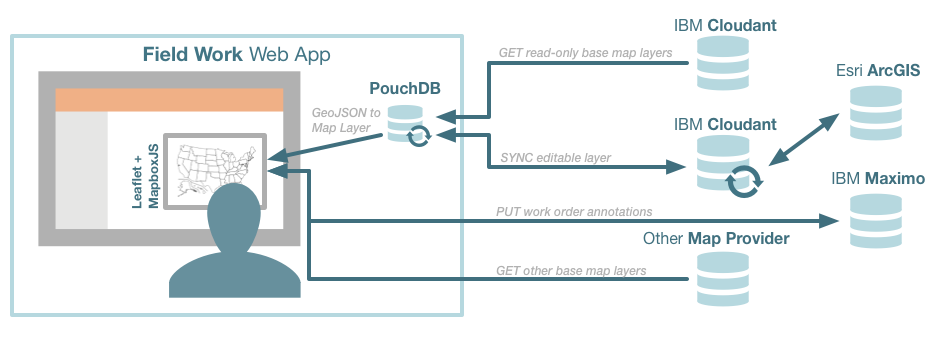 IBM Cloudant
Field Work Web App
GET read-only base map layers
Esri ArcGIS
PouchDB
GeoJSON to
Map Layer
IBM Cloudant
Leaflet +
MapboxJS
SYNC editable layer
IBM Maximo
PUT work order annotations
Other Map Provider
GET other base map layers